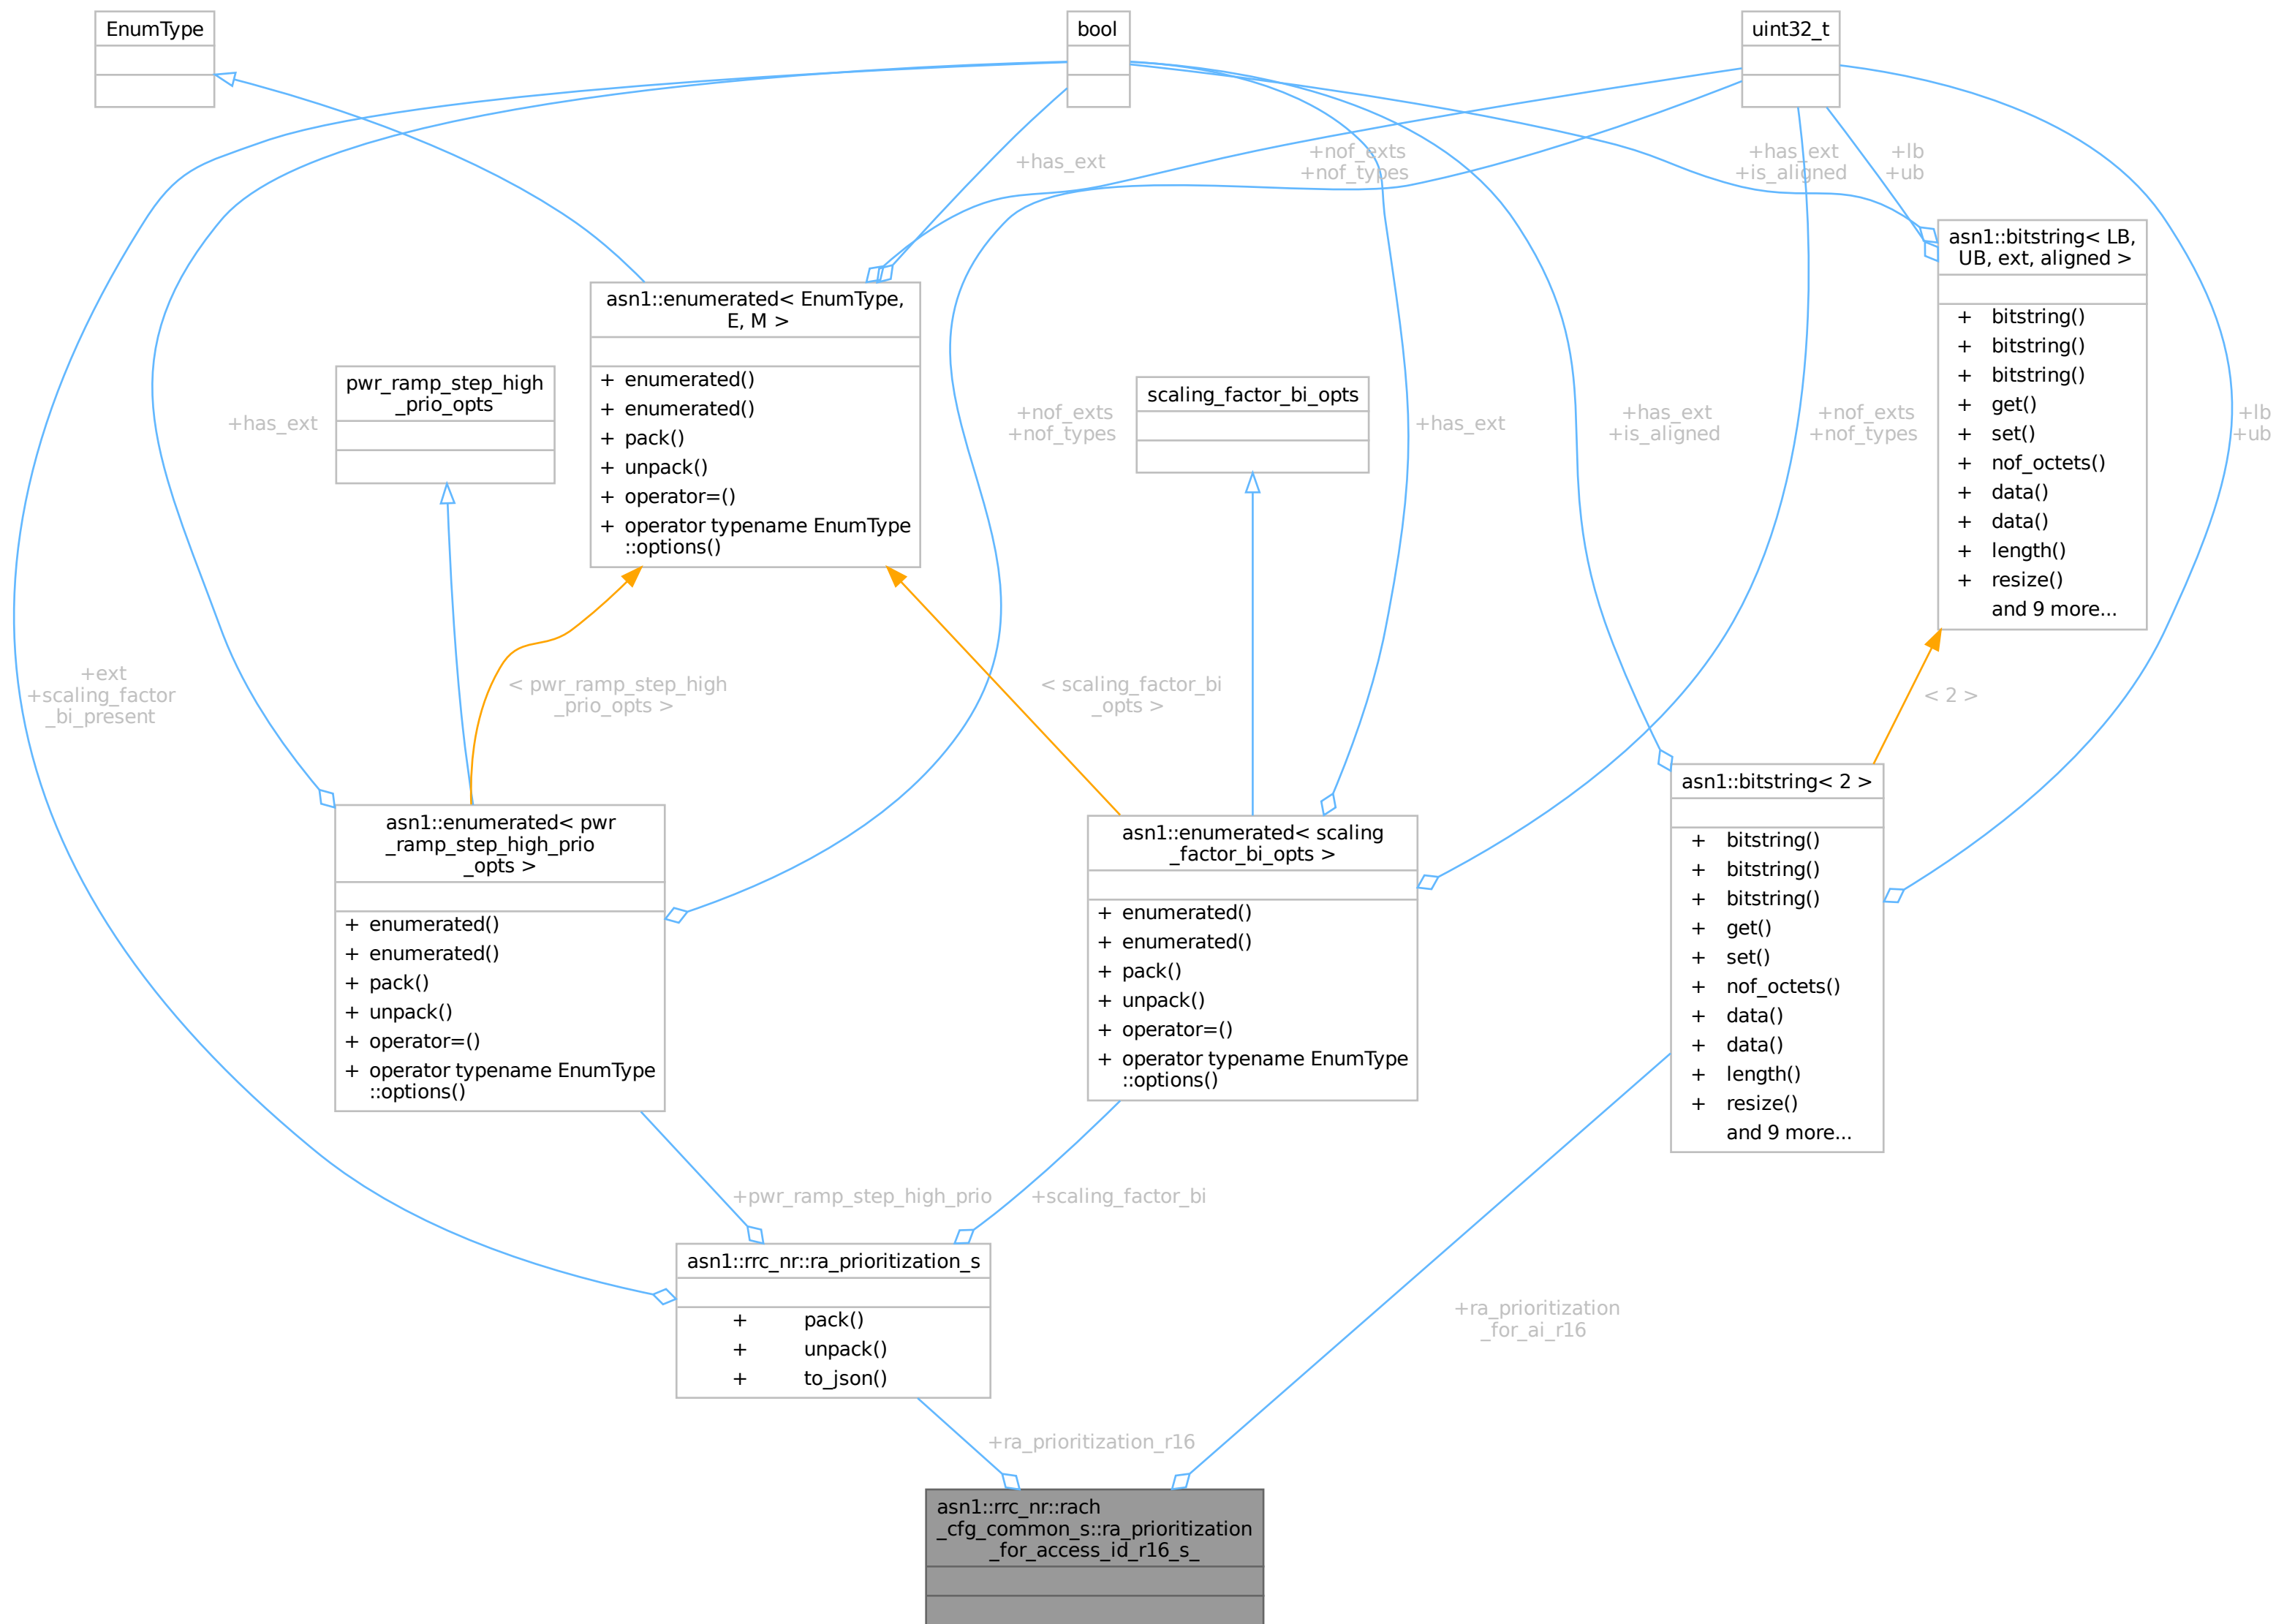 EnumType
bool
uint32_t
+has_ext
+nof_exts
+nof_types
+has_ext
+is_aligned
+lb
+ub
asn1::bitstring< LB,
UB, ext, aligned >
+ bitstring()
+ bitstring()
+ bitstring()
+ get()
+ set()
+ nof_octets()
+ data()
+ data()
+ length()
+ resize()
and 9 more...
asn1::enumerated< EnumType,
E, M >
+ enumerated()
+ enumerated()
+ pack()
+ unpack()
+ operator=()
+ operator typename EnumType
::options()
pwr_ramp_step_high
_prio_opts
scaling_factor_bi_opts
+has_ext
+nof_exts
+nof_types
+has_ext
+has_ext
+is_aligned
+nof_exts
+nof_types
+lb
+ub
+ext
+scaling_factor
_bi_present
< pwr_ramp_step_high
_prio_opts >
< scaling_factor_bi
_opts >
< 2 >
asn1::enumerated< pwr
_ramp_step_high_prio
_opts >
+ enumerated()
+ enumerated()
+ pack()
+ unpack()
+ operator=()
+ operator typename EnumType
::options()
asn1::enumerated< scaling
_factor_bi_opts >
+ enumerated()
+ enumerated()
+ pack()
+ unpack()
+ operator=()
+ operator typename EnumType
::options()
asn1::bitstring< 2 >
+ bitstring()
+ bitstring()
+ bitstring()
+ get()
+ set()
+ nof_octets()
+ data()
+ data()
+ length()
+ resize()
and 9 more...
+pwr_ramp_step_high_prio
+scaling_factor_bi
asn1::rrc_nr::ra_prioritization_s
+ pack()
+ unpack()
+ to_json()
+ra_prioritization
_for_ai_r16
+ra_prioritization_r16
asn1::rrc_nr::rach
_cfg_common_s::ra_prioritization
_for_access_id_r16_s_